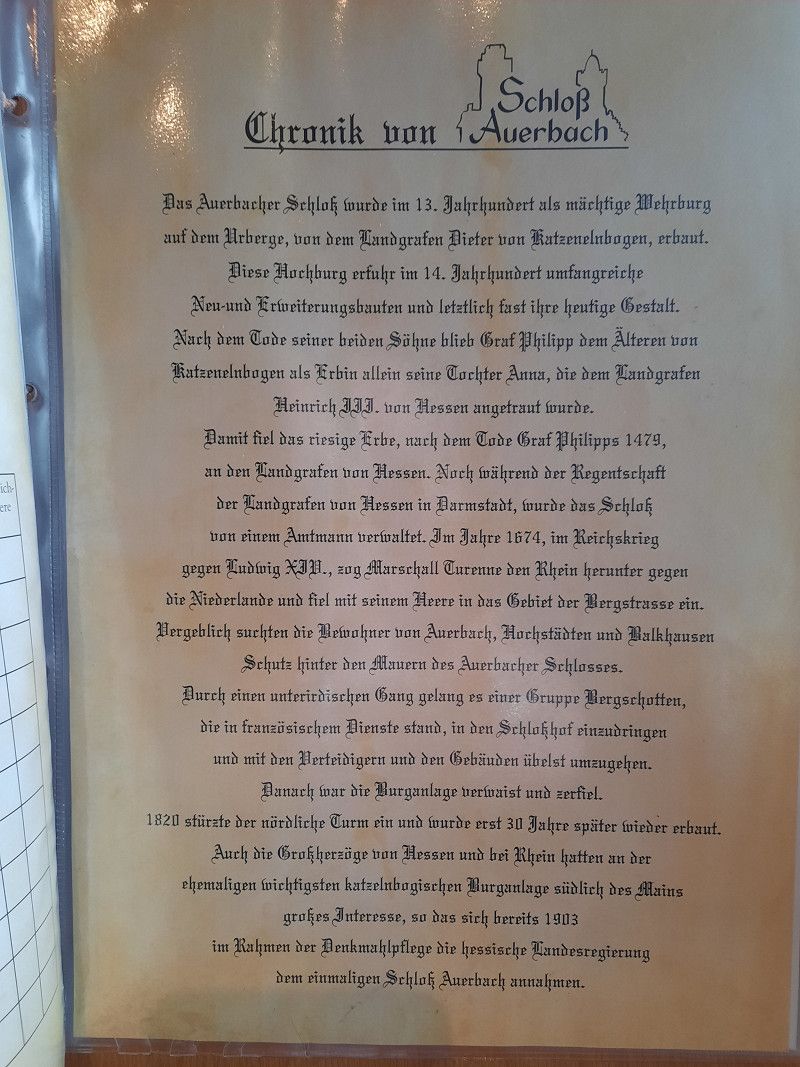 Chronik von Schloß Auerbach
Das Auerbacher Schloß wurde im 13. Jahrhundert als mächtige Wehrburg
auf dem Urberge, von dem Landgrafen Dieter von Katzenelnbogen, erbaut.
Diese Hochburg erfuhr im 14. Jahrhundert umfangreiche
Neu-und Erweiterungsbauten und letztlich fast ihre heutige Gestalt.
Nach dem Tode seiner beiden Söhne blieb Graf Philipp dem Älteren von
Katzenelnbogen als Erbin allein seine Tochter Anna, die dem Landgrafen
Heinrich III. von Hessen angetraut wurde.
Damit fiel das riesige Erbe, nach dem Tode Graf Philipps 1479,
an den Landgrafen von Hessen. Noch während der Regentschaft
der Landgrafen von Hessen in Darmstadt, wurde das Schloß
von einem Amtmann verwaltet. Im Jahre 1674, im Reichskrieg
gegen Ludwig XIV., zog Marschall Turenne den Rhein herunter gegen
die Niederlande und fiel mit seinem Heere in das Gebiet der Bergstrasse ein.
Vergeblich suchten die Bewohner von Auerbach, Hochstädten und Balkhausen
Schutz hinter den Mauern des Auerbacher Schlosses.
Durch einen unterirdischen Gang gelang es einer Gruppe Bergschotten,
die in französischem Dienste stand, in den Schloßhof einzudringen
und mit den Verteidigern und den Gebäuden übelst umzugehen.
Danach war die Burganlage verwaist und zerfiel.
1820 stürzte der nördliche Turm ein und wurde erst 30 Jahre später wieder erbaut.
Auch die Großherzöge von Hessen und bei Rhein hatten an der
ehemaligen wichtigsten katzelnbogischen Burganlage südlich des Mains
großes Interesse, so das sich bereits 1903
im Rahmen der Denkmahlpflege die hessische Landesregierung
dem einmaligen Schloß Auerbach annahmen.
ich-
ere